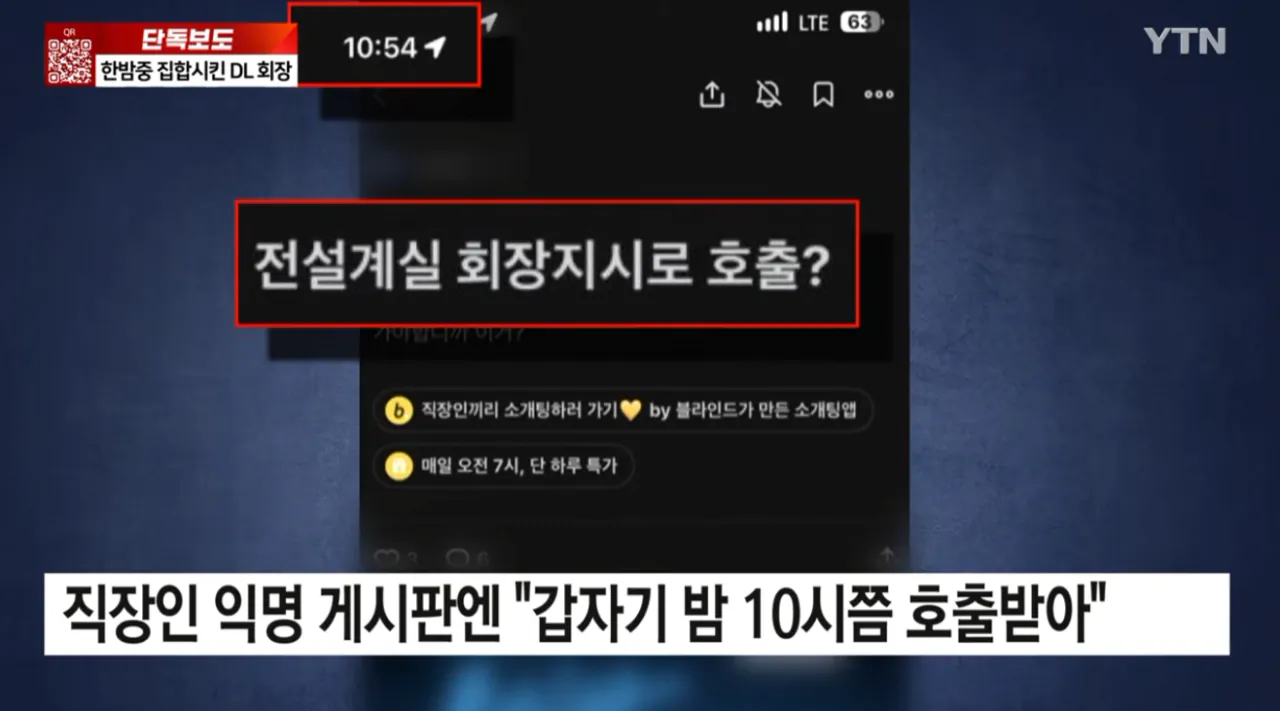 QR
단독보도
한밤중 집합시킨 DL 회장
10:54
LTE 63
YTN
전설계실 회장지시로 호출?
직장인끼리 소개팅하러 가기💛 by 블라인드가 만든 소개팅앱
매일 오전 7시, 단 하루 특가
3 6
직장인 익명 게시판엔 "갑자기 밤 10시쯤 호출받아"